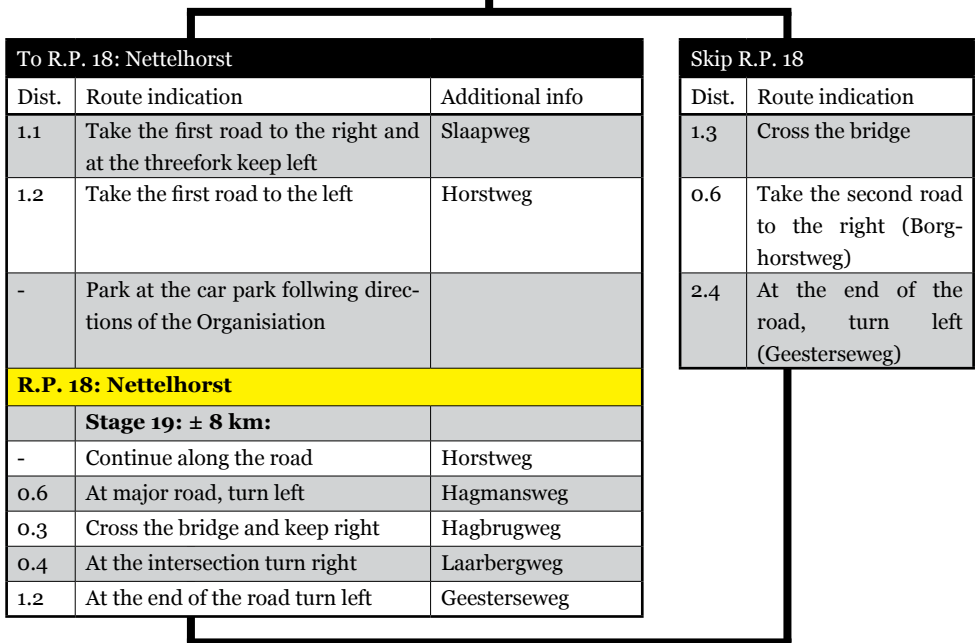 To R.P. 18: Nettelhorst
Dist. Route indication Additional info
1.1 Take the first road to the right and Slaapweg
at the threefork keep left
1.2 Take the first road to the left Horstweg
- Park at the car park follwing direc-
tions of the Organisiation
R.P. 18: Nettelhorst
Stage 19: ± 8 km:
- Continue along the road Horstweg
0.6 At major road, turn left Hagmansweg
0.3 Cross the bridge and keep right Hagbrugweg
0.4 At the intersection turn right Laarbergweg
1.2 At the end of the road turn left Geesterseweg
Skip R.P. 18
Dist. Route indication
1.3 Cross the bridge
0.6 Take the second road
to the right (Borg-
horstweg)
2.4 At the end of the
road, turn left
(Geesterseweg)